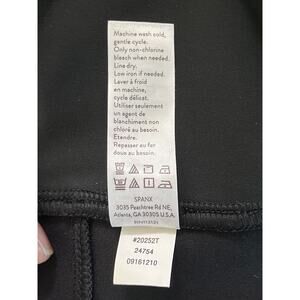 Machine wash cold,
gentle cycle.
Only non-chlorine
bleach when needed.
Line dry.
Low iron if needed.
Laver à froid
en machine,
cycle délicat.
Utiliser seulement
un agent de
blanchiment non
chloré au besoin.
Étendre.
Repasser au fer
doux au besoin.
SPANX
3035 Peachtree Rd NE,
Atlanta, GA 30305 U.S.A.
#20252T
24754
09161210